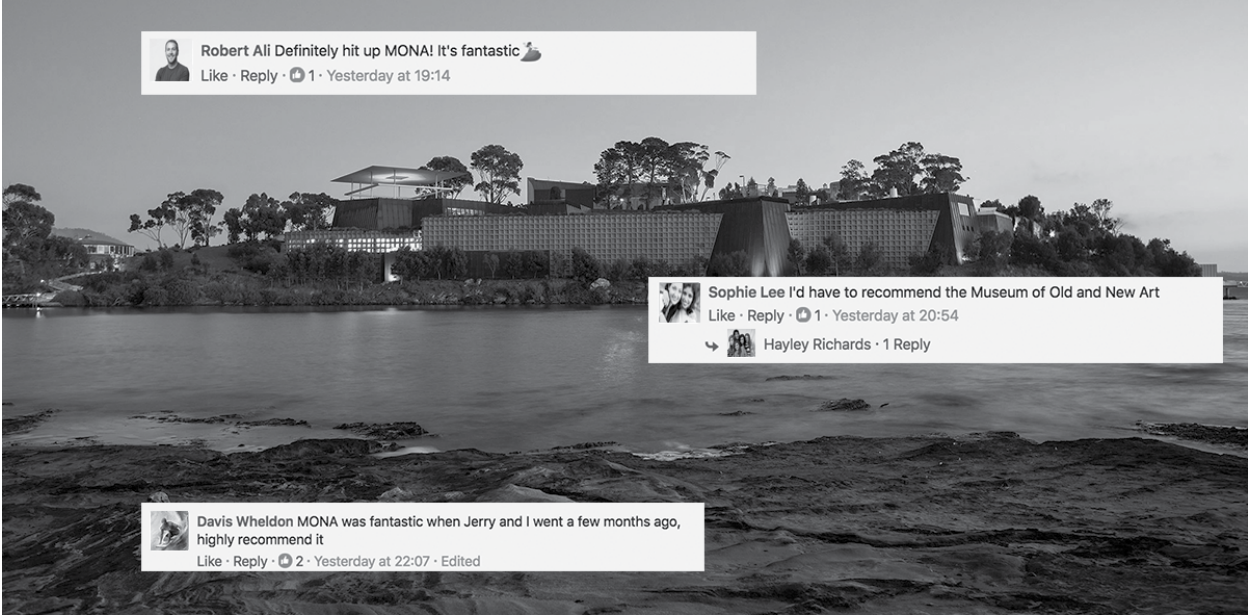 Robert Ali Definitely hit up MONA! It's fantastic
Like · Reply · 1 · Yesterday at 19:14
Sophie Lee I'd have to recommend the Museum of Old and New Art
Like · Reply · 1 · Yesterday at 20:54
Hayley Richards · 1 Reply
Davis Wheldon MONA was fantastic when Jerry and I went a few months ago,
highly recommend it
Like · Reply · 2 · Yesterday at 22:07 · Edited